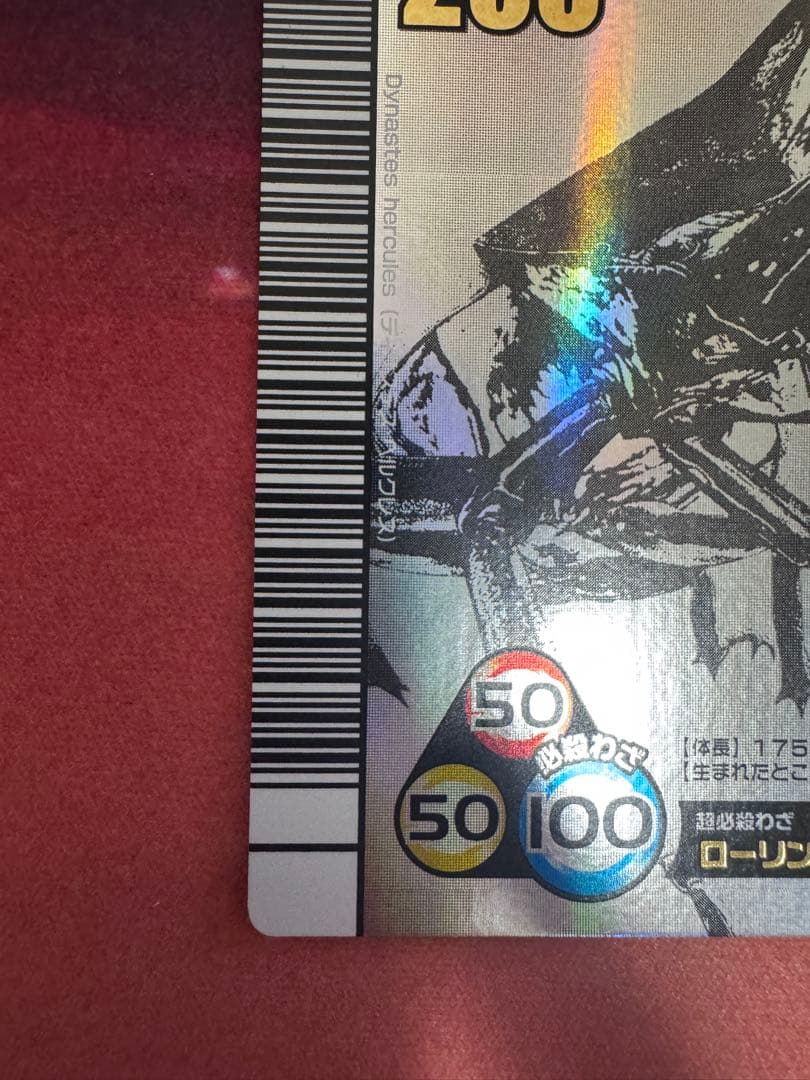 200
Dynastes hercules
50
必殺わざ
50
100
【体長】175
【生まれたとこ
超必殺わざ
ローリン